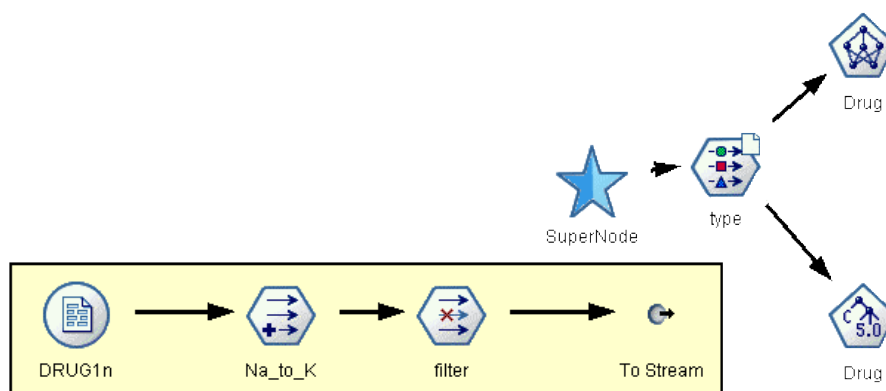 Drug
SuperNode
type
DRUG1n
Na_to_K
filter
To Stream
C
5.0
Drug